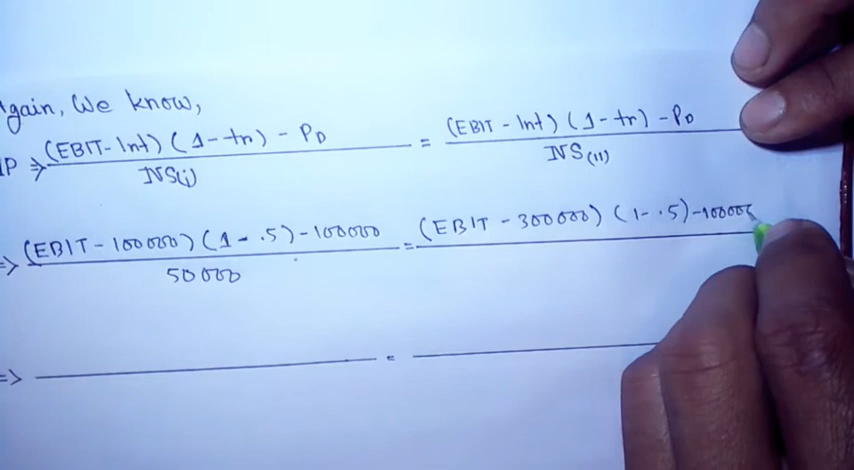 gain, We know,
IP ⇒ (EBIT - Int) (1 - tr) - PD / NS(i) = (EBIT - Int) (1 - tr) - PD / NS(II)
=> (EBIT - 100000) (1 - .5) - 100000 / 50000 = (EBIT - 300000) (1 - .5) - 100000
=> =